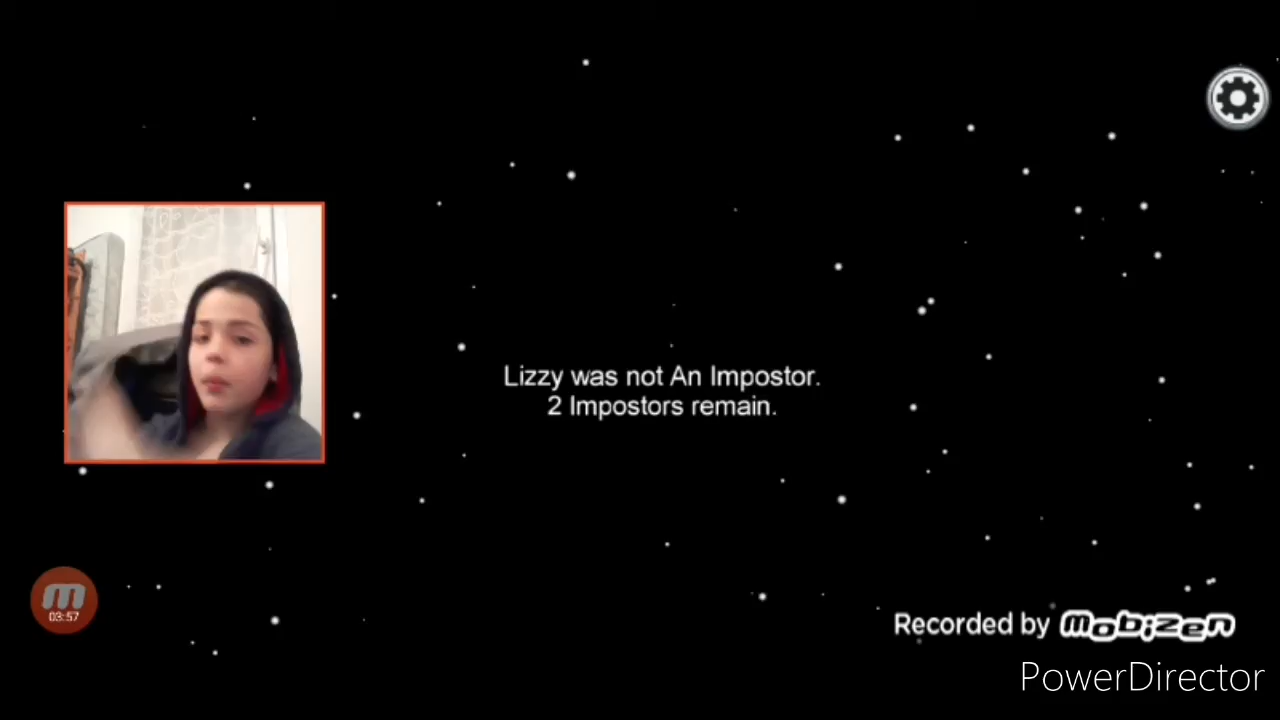 Lizzy was not An Impostor.
2 Impostors remain.
03:57
Recorded by mobizen
PowerDirector